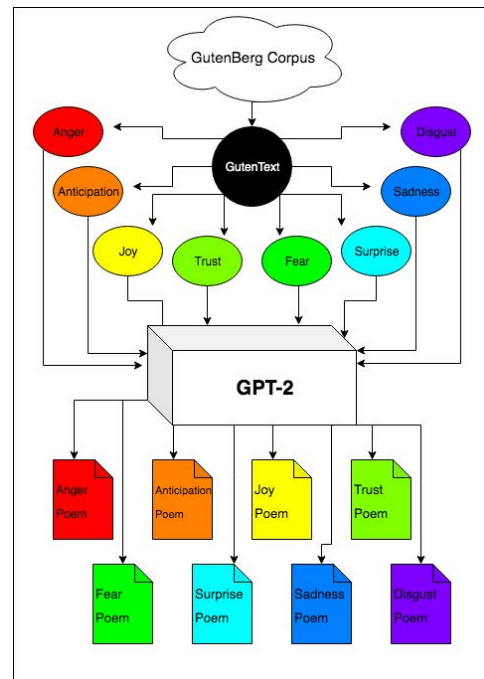 GutenBerg Corpus
Anger
Disgust
GutenText
Anticipation
Sadness
Joy
Trust
Fear
Surprise
GPT-2
Anger
Poem
Anticipation
Poem
Joy
Poem
Trust
Poem
Fear
Poem
Surprise
Poem
Sadness
Poem
Disgust
Poem